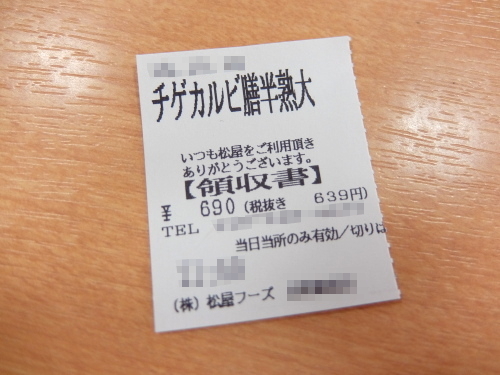 チゲカルビ膳半熟大
いつも松屋をご利用頂き
ありがとうございます。
【領収書】
¥ 690 (税抜き 639円)
TEL
当日当所のみ有効/切りは
(株) 松屋フーズ